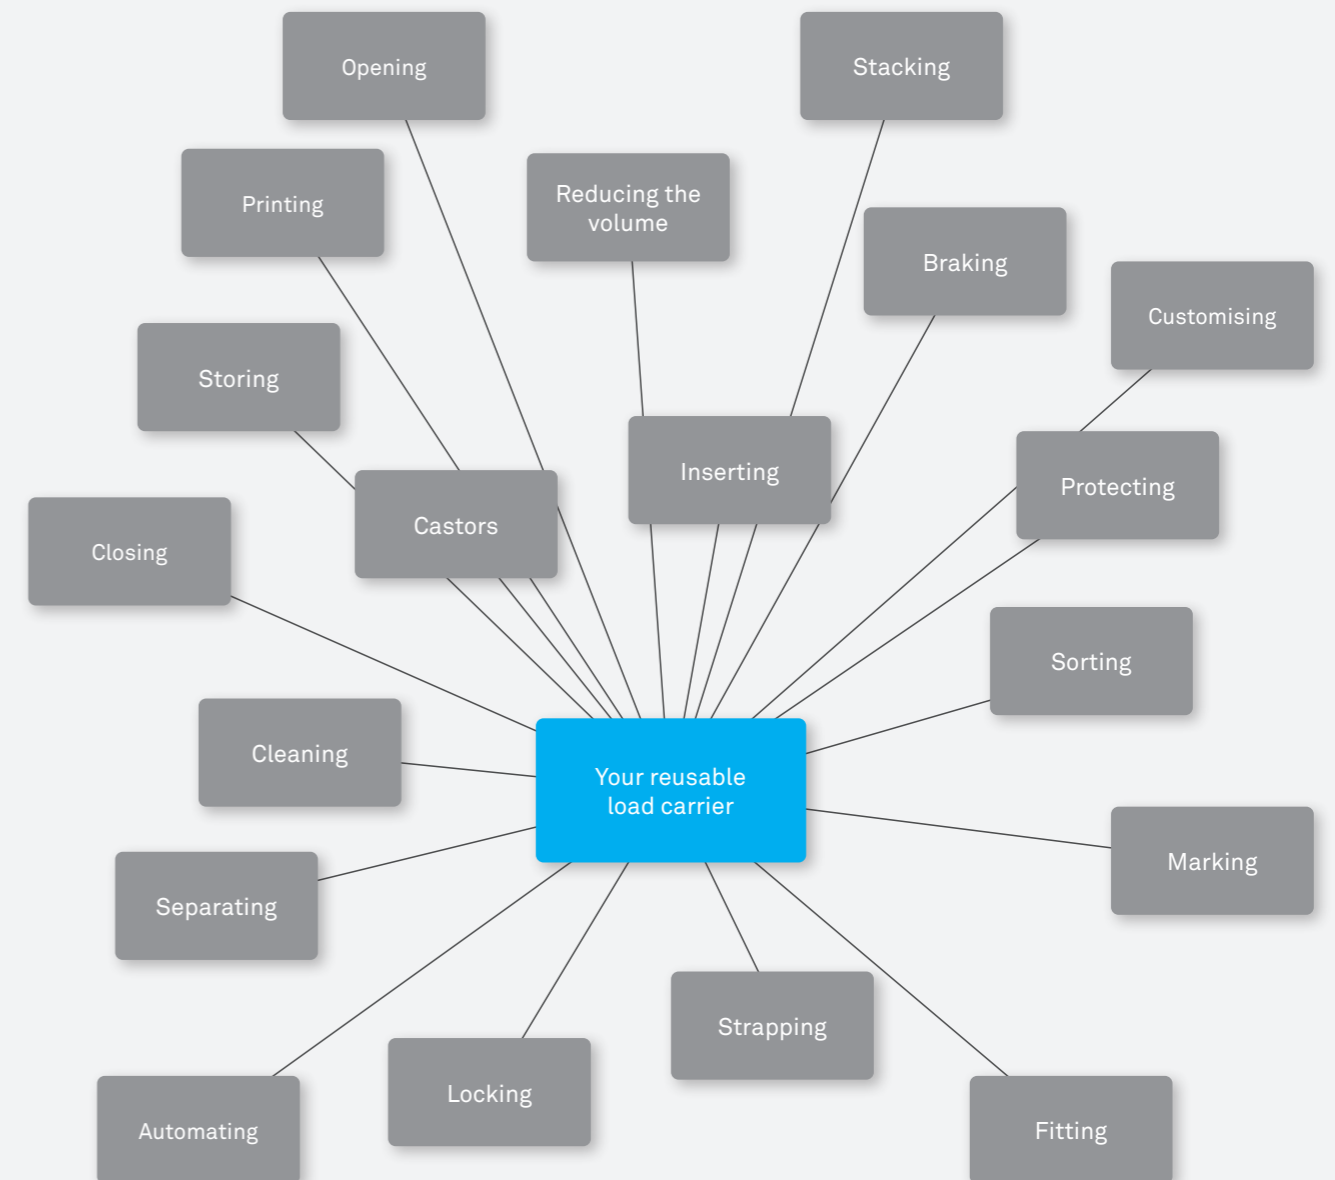 Opening
Stacking
Printing
Reducing the
volume
Braking
Customising
Storing
Inserting
Protecting
Castors
Closing
Sorting
Cleaning
Your reusable
load carrier
Marking
Separating
Strapping
Locking
Automating
Fitting